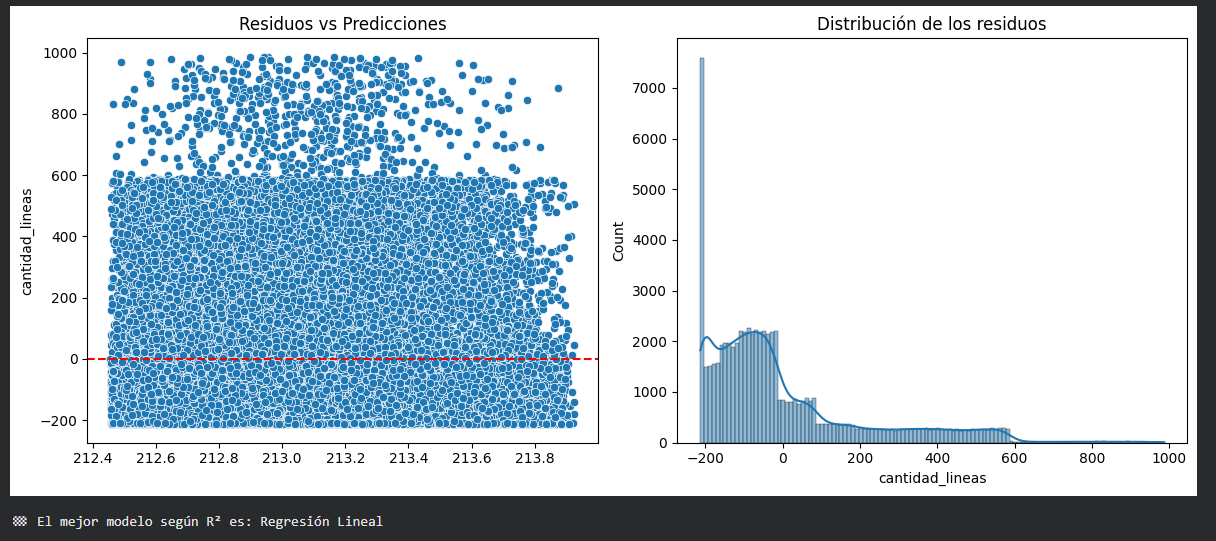 Residuos vs Predicciones
cantidad_lineas
1000
800
600
400
200
0
−200
212.4 212.6 212.8 213.0 213.2 213.4 213.6 213.8
Distribución de los residuos
Count
7000
6000
5000
4000
3000
2000
1000
0
−200 0 200 400 600 800 1000
cantidad_lineas
El mejor modelo según R² es: Regresión Lineal